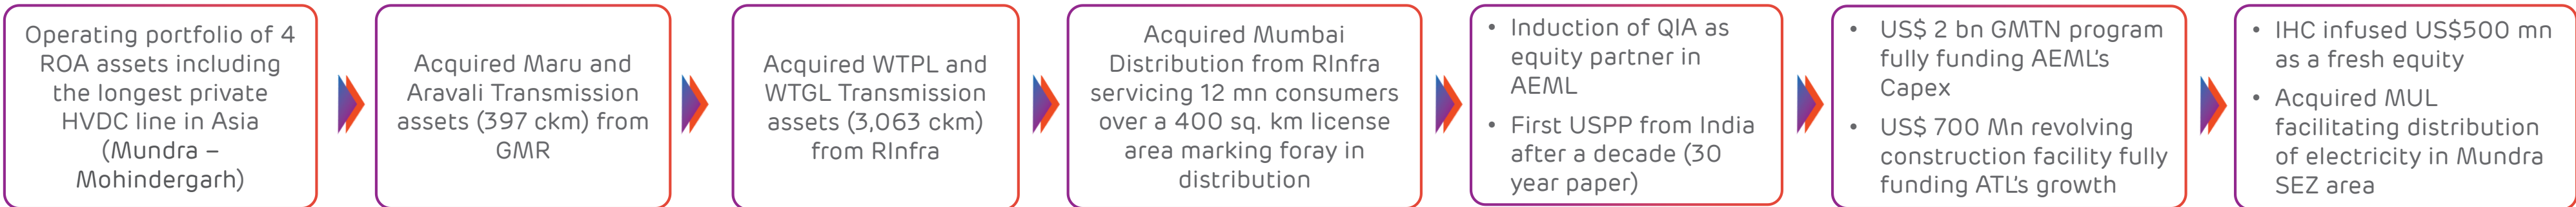 Operating portfolio of 4
ROA assets including
the longest private
HVDC line in Asia
(Mundra –
Mohindergarh)
Acquired Maru and
Aravali Transmission
assets (397 ckm) from
GMR
Acquired WTPL and
WTGL Transmission
assets (3,063 ckm)
from RInfra
Acquired Mumbai
Distribution from RInfra
servicing 12 mn consumers
over a 400 sq. km license
area marking foray in
distribution
• Induction of QIA as
equity partner in
AEML
• First USPP from India
after a decade (30
year paper)
• US$ 2 bn GMTN program
fully funding AEML's
Capex
• US$ 700 Mn revolving
construction facility fully
funding ATL's growth
• IHC infused US$500 mn
as a fresh equity
• Acquired MUL
facilitating distribution
of electricity in Mundra
SEZ area